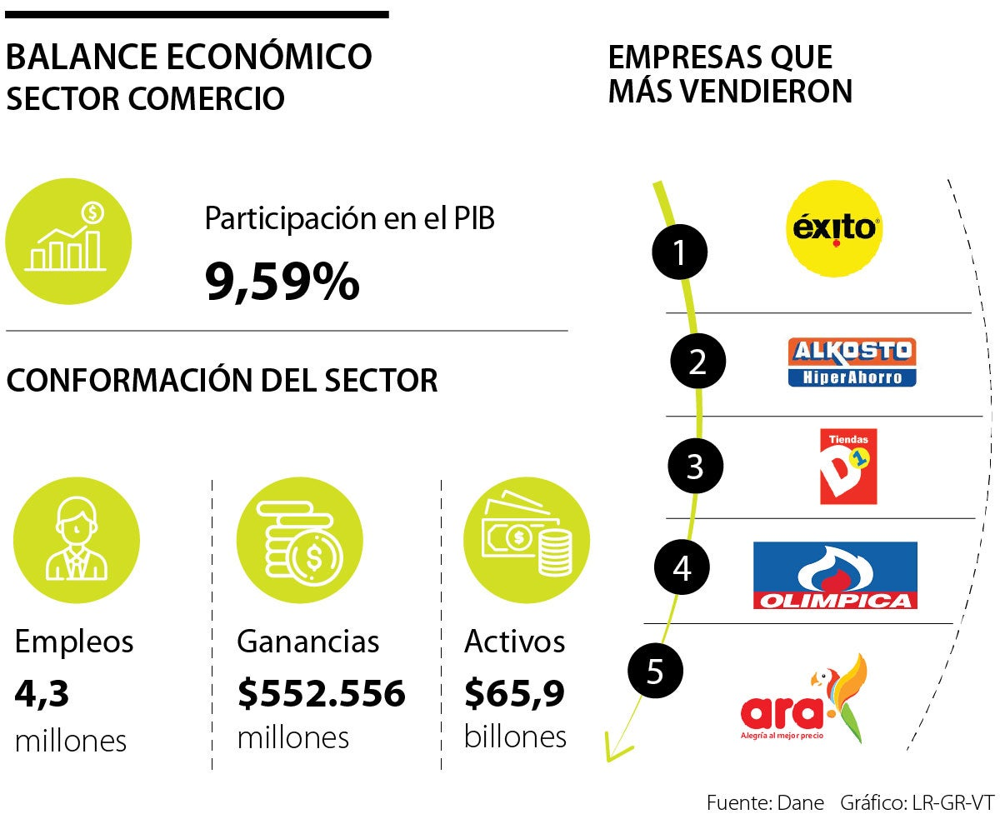 BALANCE ECONÓMICO
SECTOR COMERCIO
$
Participación en el PIB
9,59%
CONFORMACIÓN DEL SECTOR
Empleos
4,3
millones
$
Ganancias
$552.556
millones
$
Activos
$65,9
billones
EMPRESAS QUE
MÁS VENDIERON
1
éxito®
2
ALKOSTO
HiperAhorro
3
Tiendas
D1
4
OLIMPICA
5
ara
Alegría al mejor precio
Fuente: Dane Gráfico: LR-GR-VT